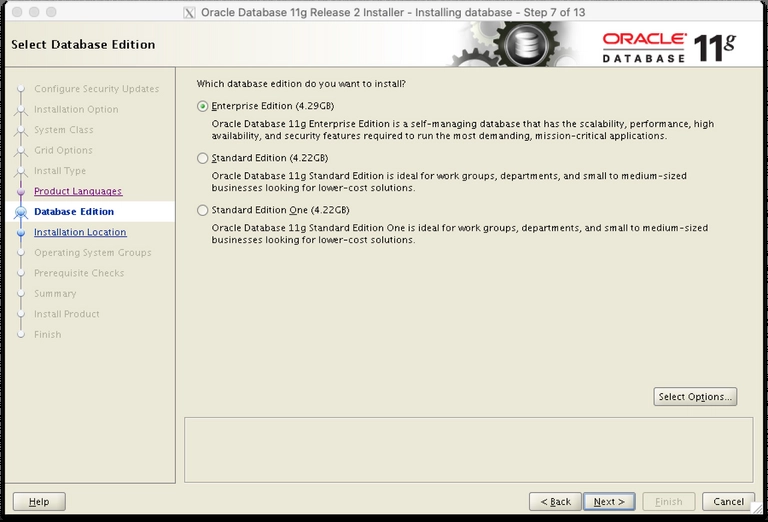 Oracle Database 11g Release 2 Installer - Installing database - Step 7 of 13
Select Database Edition
ORACLE
DATABASE
11g
Configure Security Updates
Installation Option
System Class
Grid Options
Install Type
Product Languages
Database Edition
Installation Location
Operating System Groups
Prerequisite Checks
Summary
Install Product
Finish
Which database edition do you want to install?
Enterprise Edition (4.29GB)
Oracle Database 11g Enterprise Edition is a self-managing database that has the scalability, performance, high
availability, and security features required to run the most demanding, mission-critical applications.
Standard Edition (4.22GB)
Oracle Database 11g Standard Edition is ideal for work groups, departments, and small to medium-sized
businesses looking for lower-cost solutions.
Standard Edition One (4.22GB)
Oracle Database 11g Standard Edition One is ideal for work groups, departments, and small to medium-sized
businesses looking for lower-cost solutions.
Select Options...
Help
< Back
Next >
Finish
Cancel